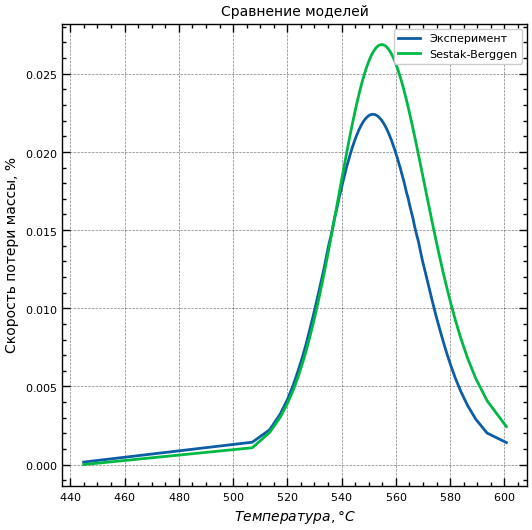 Сравнение моделей
Эксперимент
Sestak-Berggen
Скорость потери массы, %
0.025
0.020
0.015
0.010
0.005
0.000
440 460 480 500 520 540 560 580 600
Температура, °C